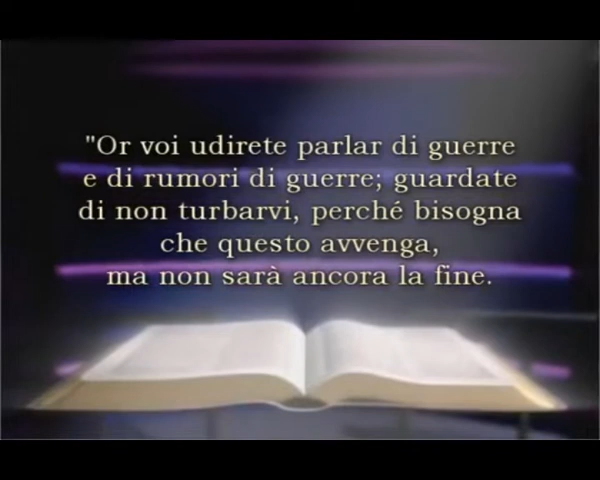 "Or voi udirete parlar di guerre
e di rumori di guerre; guardate
di non turbarvi, perché bisogna
che questo avvenga,
ma non sarà ancora la fine.